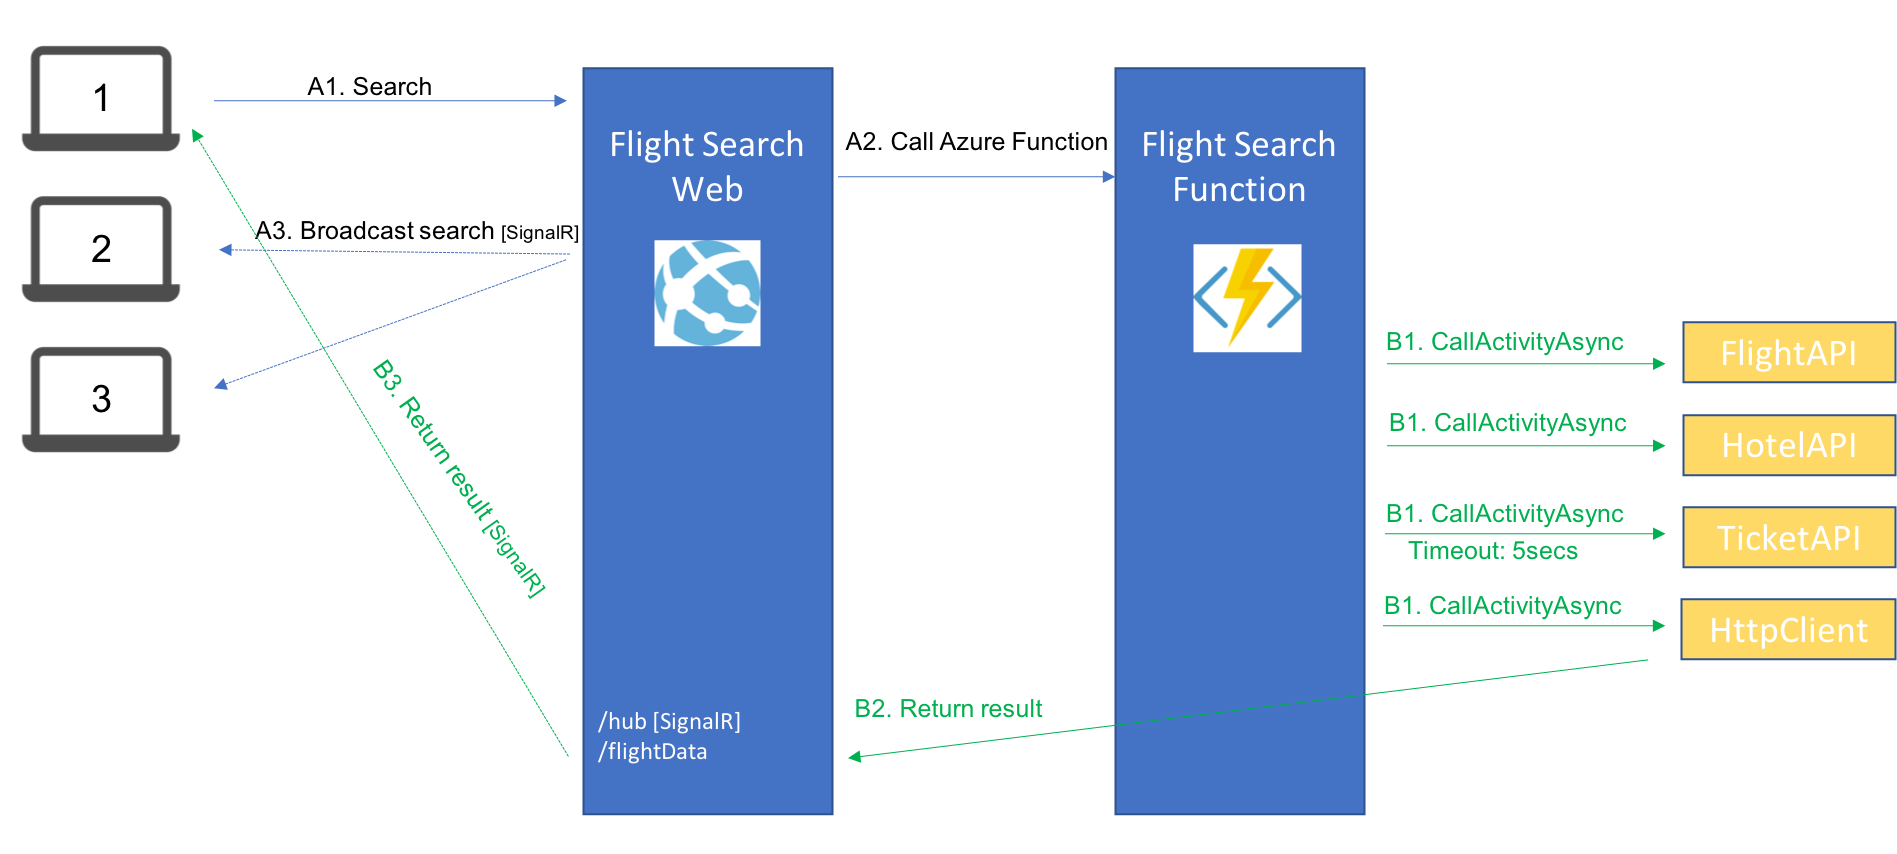 1
A1. Search
Flight Search
Web
A2. Call Azure Function
Flight Search
Function
2
A3. Broadcast search [SignalR]
3
B3. Return result [SignalR]
B1. CallActivityAsync
FlightAPI
B1. CallActivityAsync
HotelAPI
B1. CallActivityAsync
Timeout: 5secs
TicketAPI
B1. CallActivityAsync
HttpClient
B2. Return result
/hub [SignalR]
/flightData